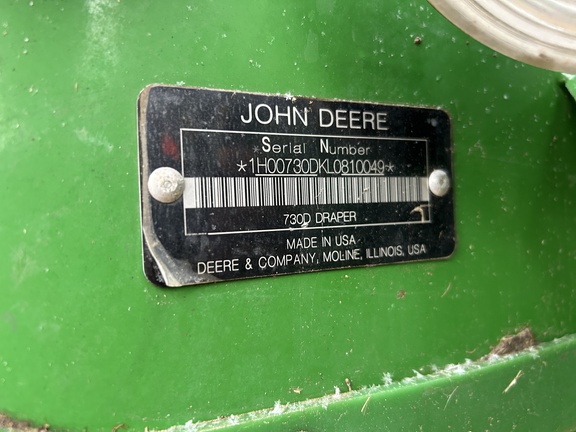 JOHN DEERE
Serial Number
*1H00730DKL0810049*
730D DRAPER
MADE IN USA
DEERE & COMPANY, MOLINE, ILLINOIS, USA